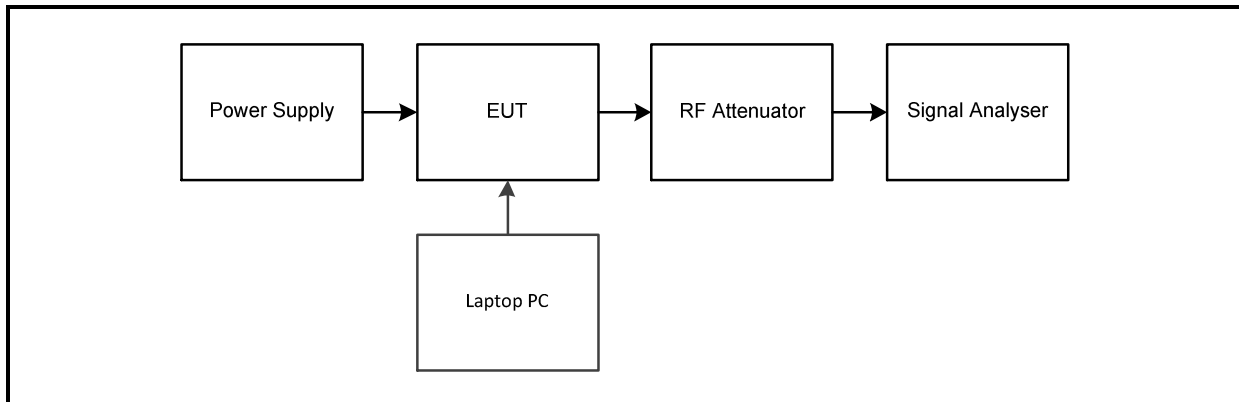 Power Supply
EUT
RF Attenuator
Signal Analyser
Laptop PC